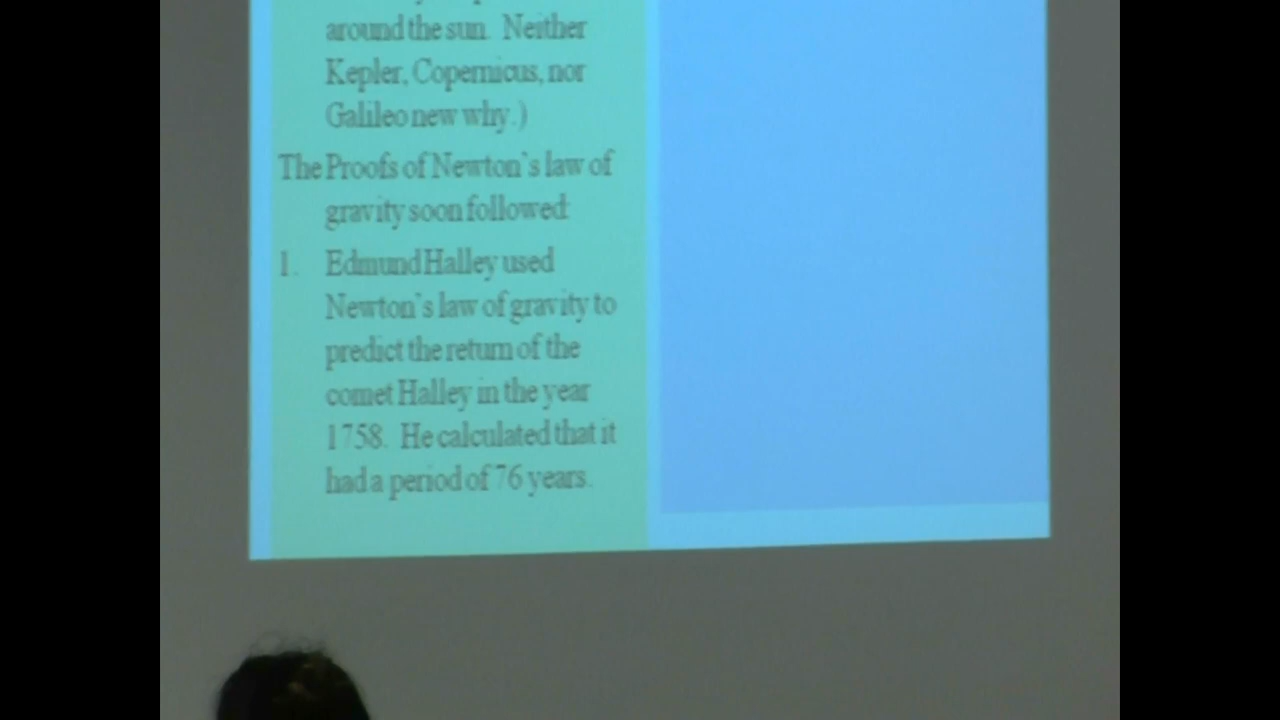 around the sun. Neither
Kepler, Copernicus, nor
Galileo new why.)
The Proofs of Newton's law of
gravity soon followed:
1. Edmund Halley used
Newton's law of gravity to
predict the return of the
comet Halley in the year
1758. He calculated that it
had a period of 76 years.